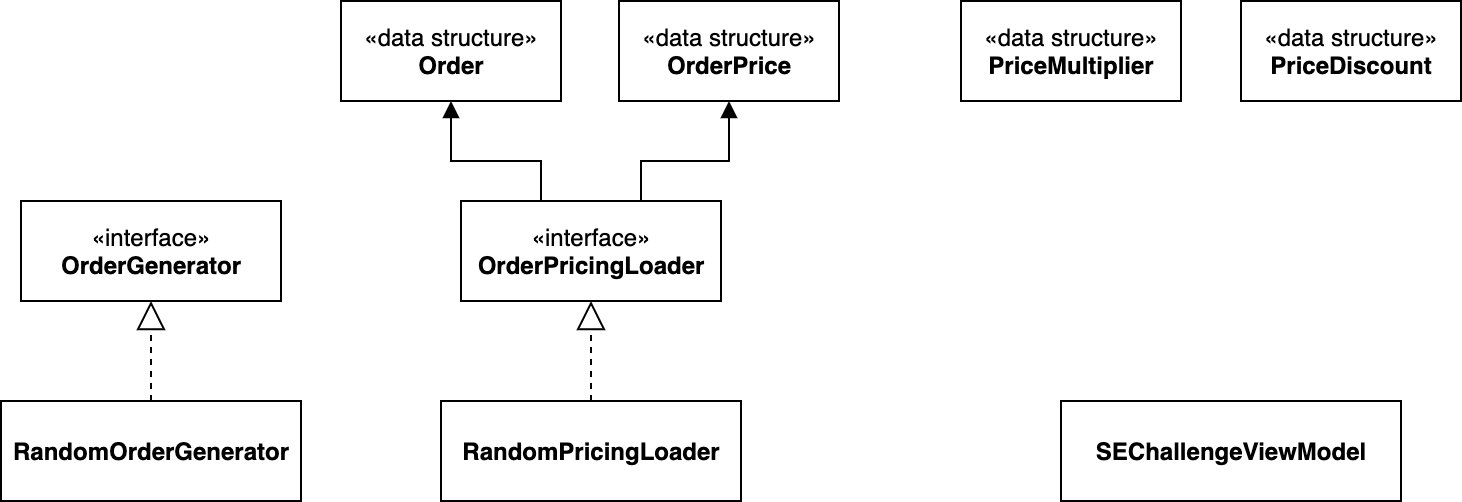 «data structure»
Order
«data structure»
OrderPrice
«data structure»
PriceMultiplier
«data structure»
PriceDiscount
«interface»
OrderGenerator
«interface»
OrderPricingLoader
RandomOrderGenerator
RandomPricingLoader
SEChallengeViewModel